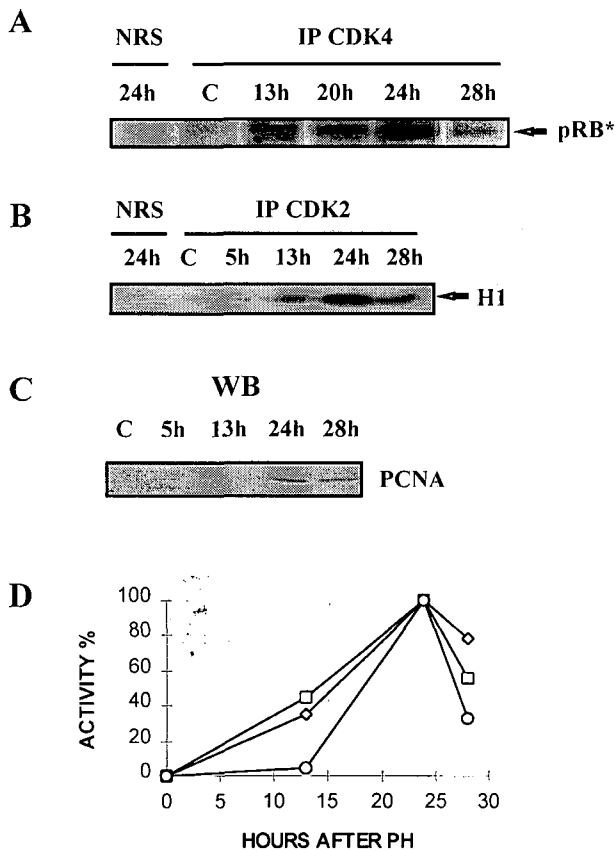 A
NRS IP CDK4
24h C 13h 20h 24h 28h
pRB*
B
NRS IP CDK2
24h C 5h 13h 24h 28h
H1
C
WB
C 5h 13h 24h 28h
PCNA
D
100
80
60
40
20
0
ACTIVITY %
0 5 10 15 20 25 30
HOURS AFTER PH